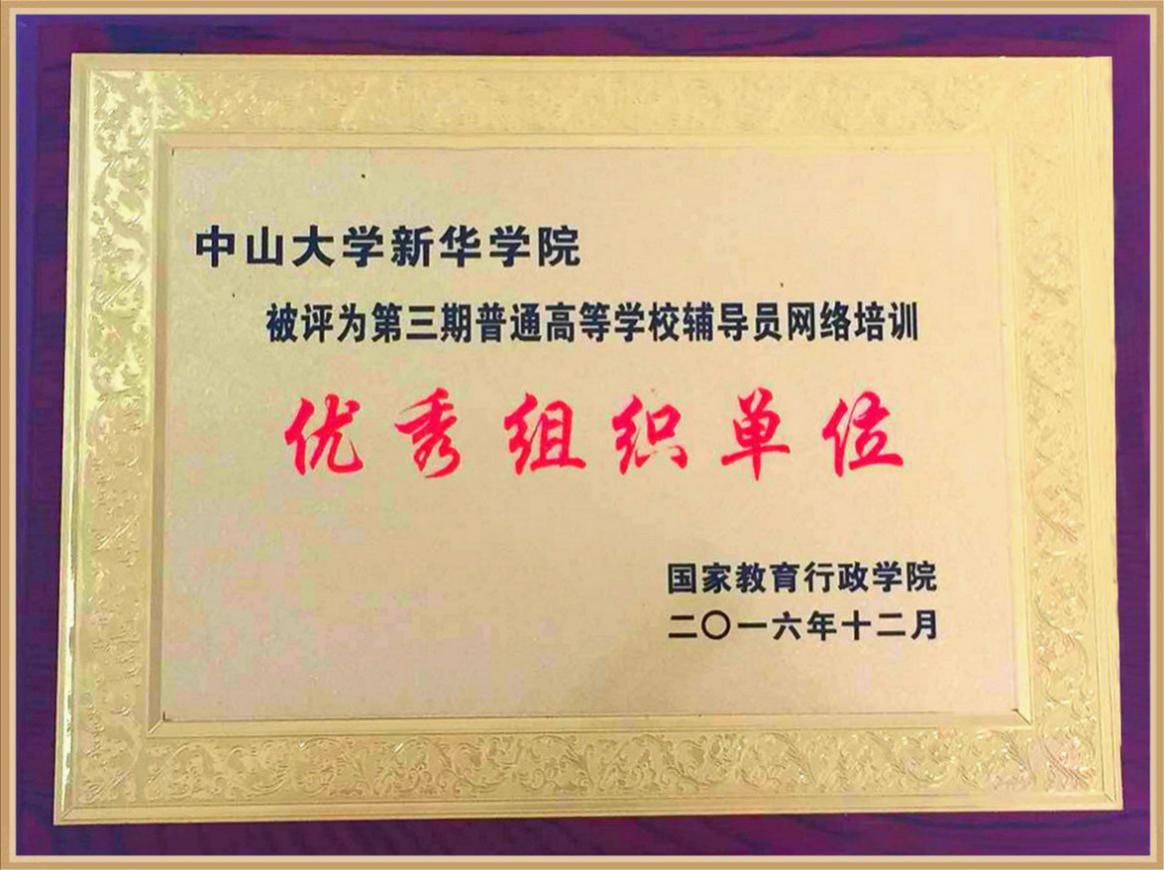 中山大学新华学院
被评为第三期普通高等学校辅导员网络培训
优秀组织单位
国家教育行政学院
二〇一六年十二月